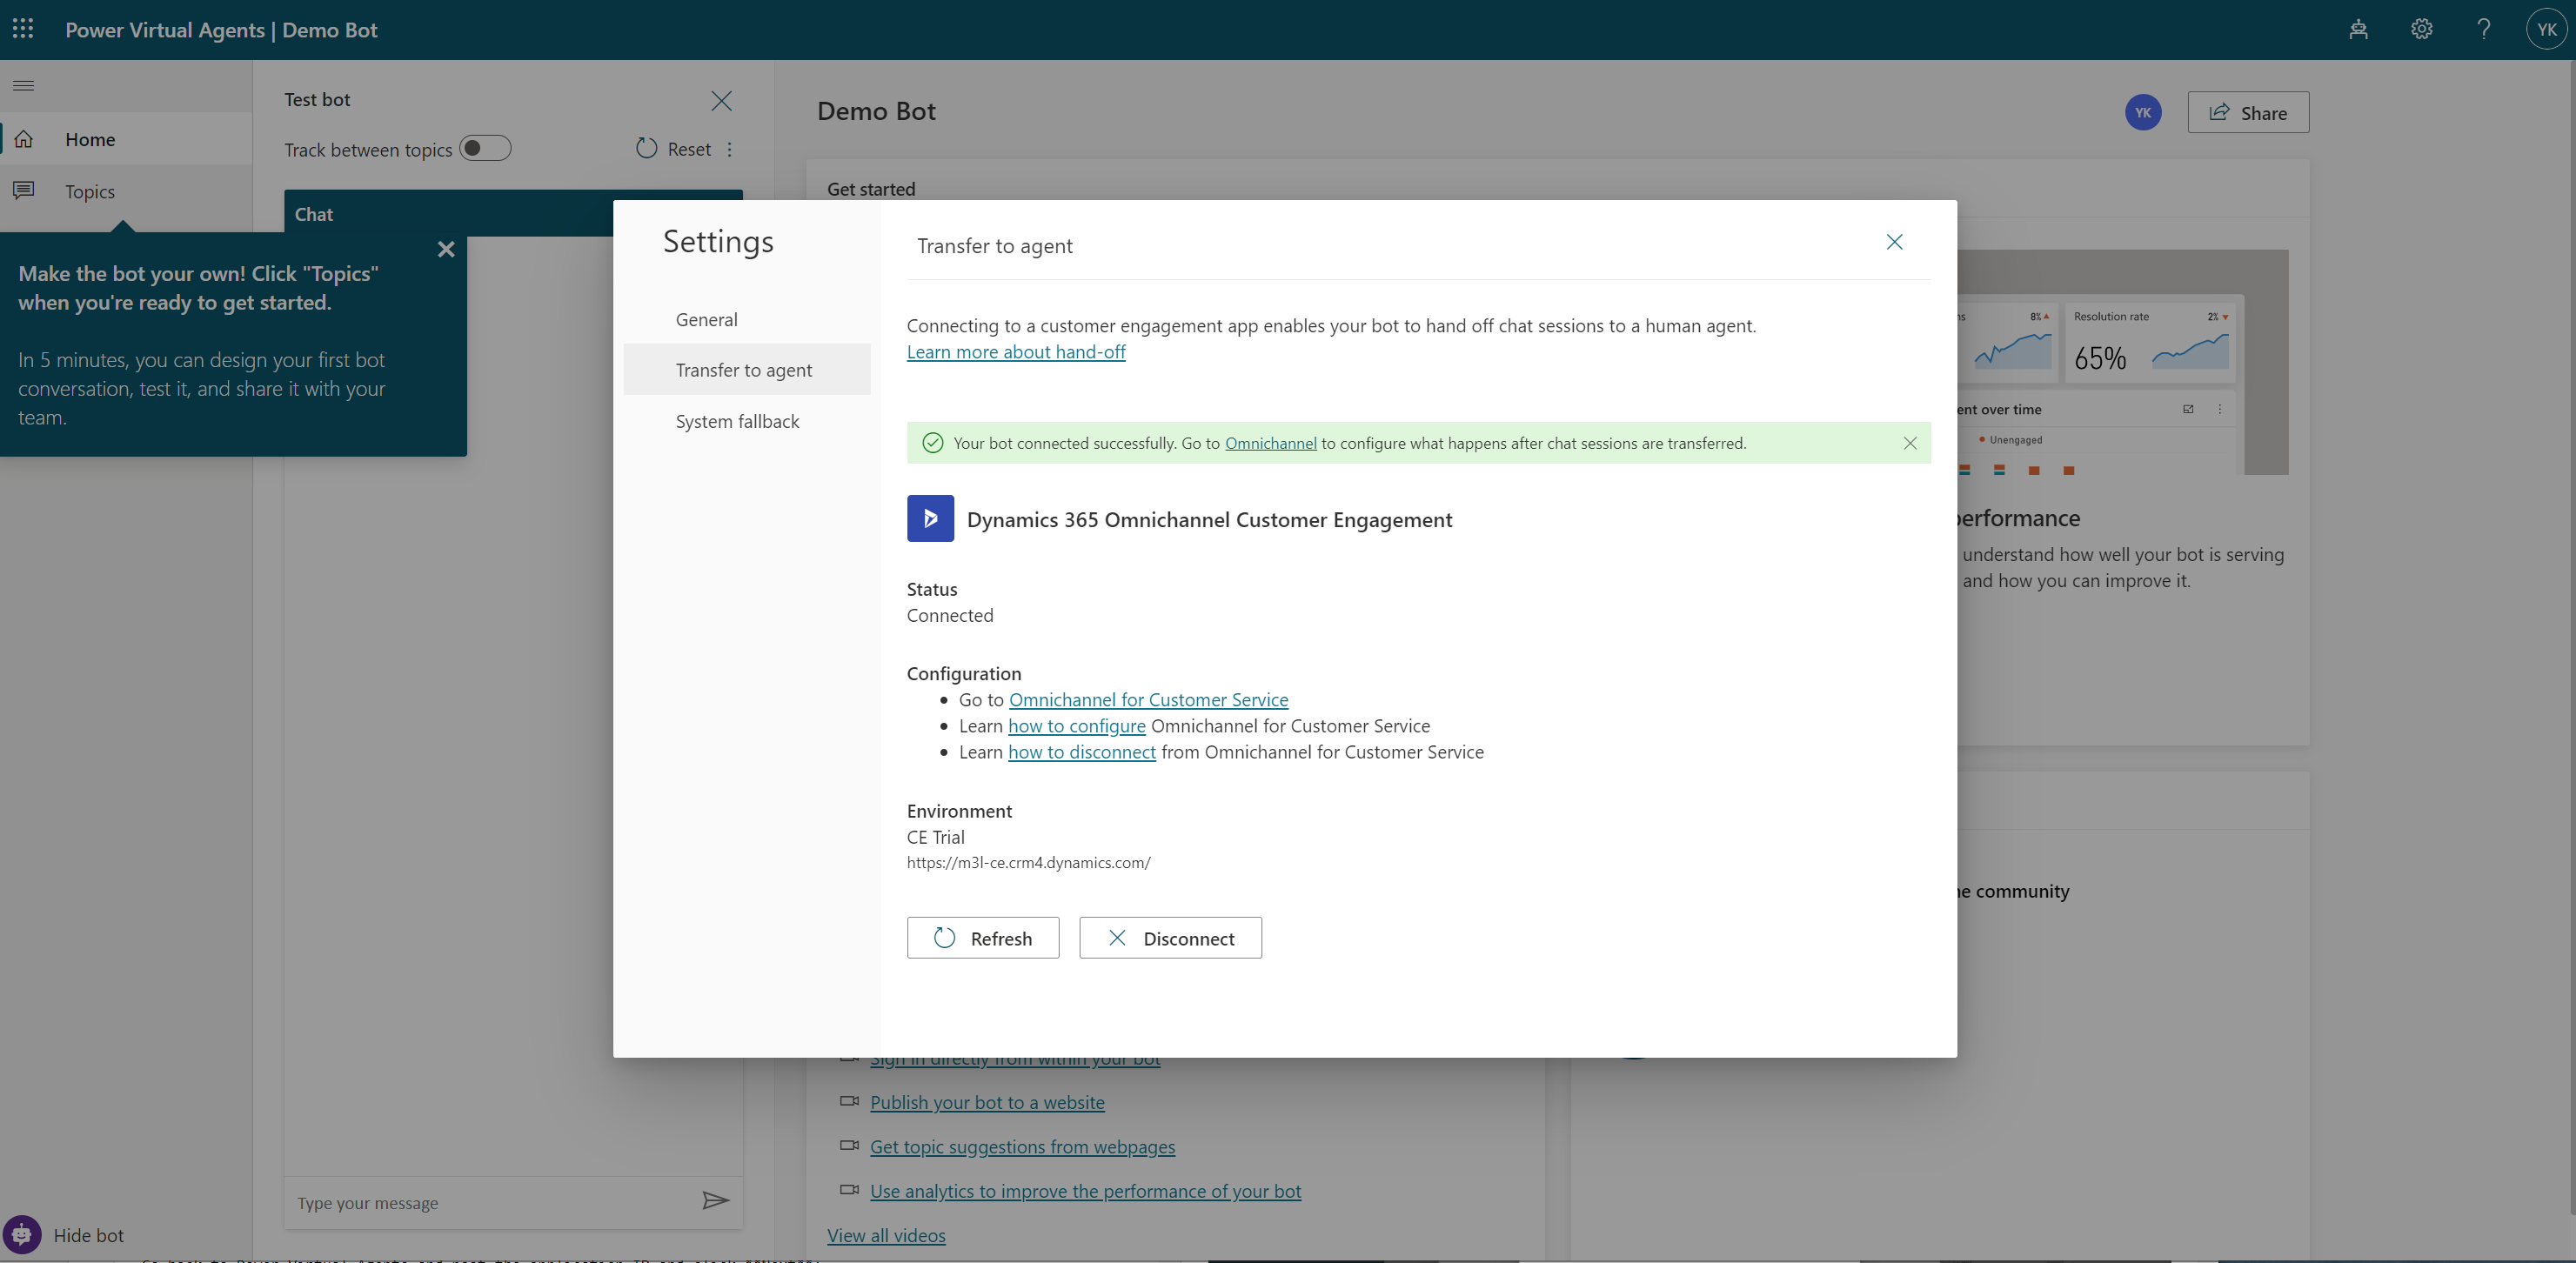 Power Virtual Agents | Demo Bot
YK
Home
Topics
Make the bot your own! Click "Topics"
when you're ready to get started.
In 5 minutes, you can design your first bot
conversation, test it, and share it with your
team.
Hide bot
Test bot
Track between topics
Reset
Chat
Type your message
Demo Bot
YK
Share
Get started
Settings
General
Transfer to agent
System fallback
Transfer to agent
Connecting to a customer engagement app enables your bot to hand off chat sessions to a human agent.
Learn more about hand-off
Your bot connected successfully. Go to Omnichannel to configure what happens after chat sessions are transferred.
Dynamics 365 Omnichannel Customer Engagement
Status
Connected
Configuration
Go to Omnichannel for Customer Service
Learn how to configure Omnichannel for Customer Service
Learn how to disconnect from Omnichannel for Customer Service
Environment
CE Trial
https://m3l-ce.crm4.dynamics.com/
Refresh
Disconnect
8%
Resolution rate
2%
65%
over time
Unengaged
understand how well your bot is serving
and how you can improve it.
community
Sign in directly from within your bot
Publish your bot to a website
Get topic suggestions from webpages
Use analytics to improve the performance of your bot
View all videos